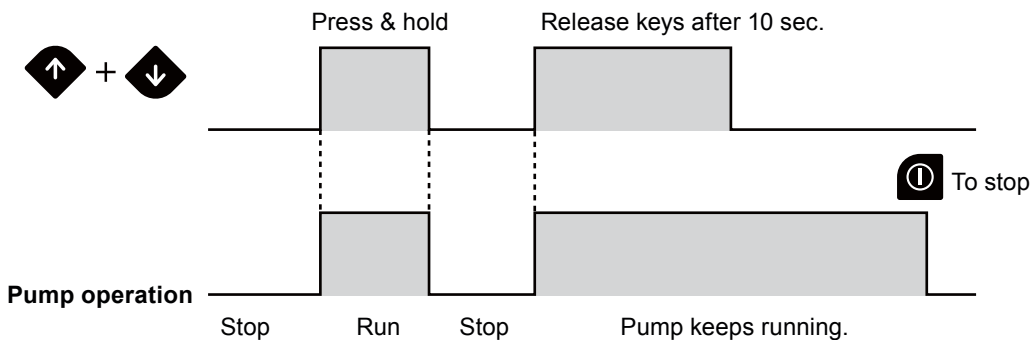 Press & hold
Release keys after 10 sec.
+
To stop
Pump operation
Stop
Run
Stop
Pump keeps running.